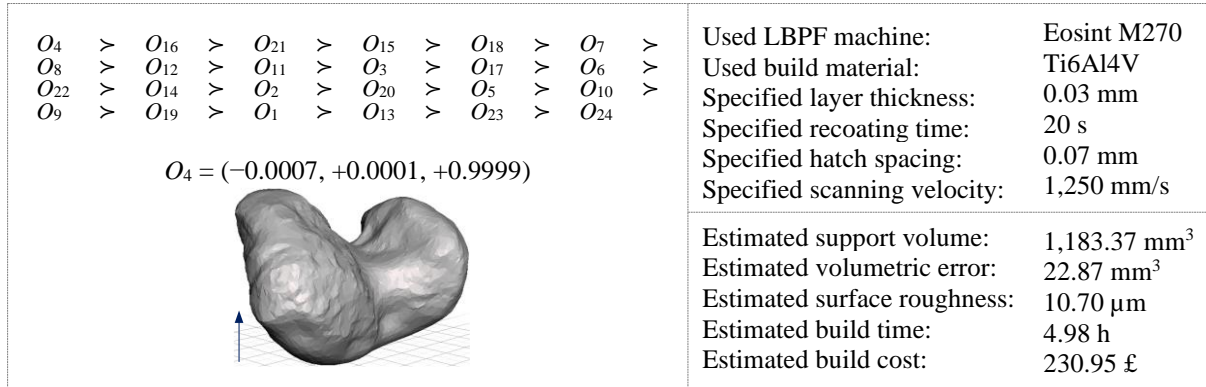 O4 ≻ O16 ≻ O21 ≻ O15 ≻ O18 ≻ O7 ≻
O8 ≻ O12 ≻ O11 ≻ O3 ≻ O17 ≻ O6 ≻
O22 ≻ O14 ≻ O2 ≻ O20 ≻ O5 ≻ O10 ≻
O9 ≻ O19 ≻ O1 ≻ O13 ≻ O23 ≻ O24
O4 = (−0.0007, +0.0001, +0.9999)
Used LBPF machine: Eosint M270
Used build material: Ti6Al4V
Specified layer thickness: 0.03 mm
Specified recoating time: 20 s
Specified hatch spacing: 0.07 mm
Specified scanning velocity: 1,250 mm/s
Estimated support volume: 1,183.37 mm³
Estimated volumetric error: 22.87 mm³
Estimated surface roughness: 10.70 µm
Estimated build time: 4.98 h
Estimated build cost: 230.95 £